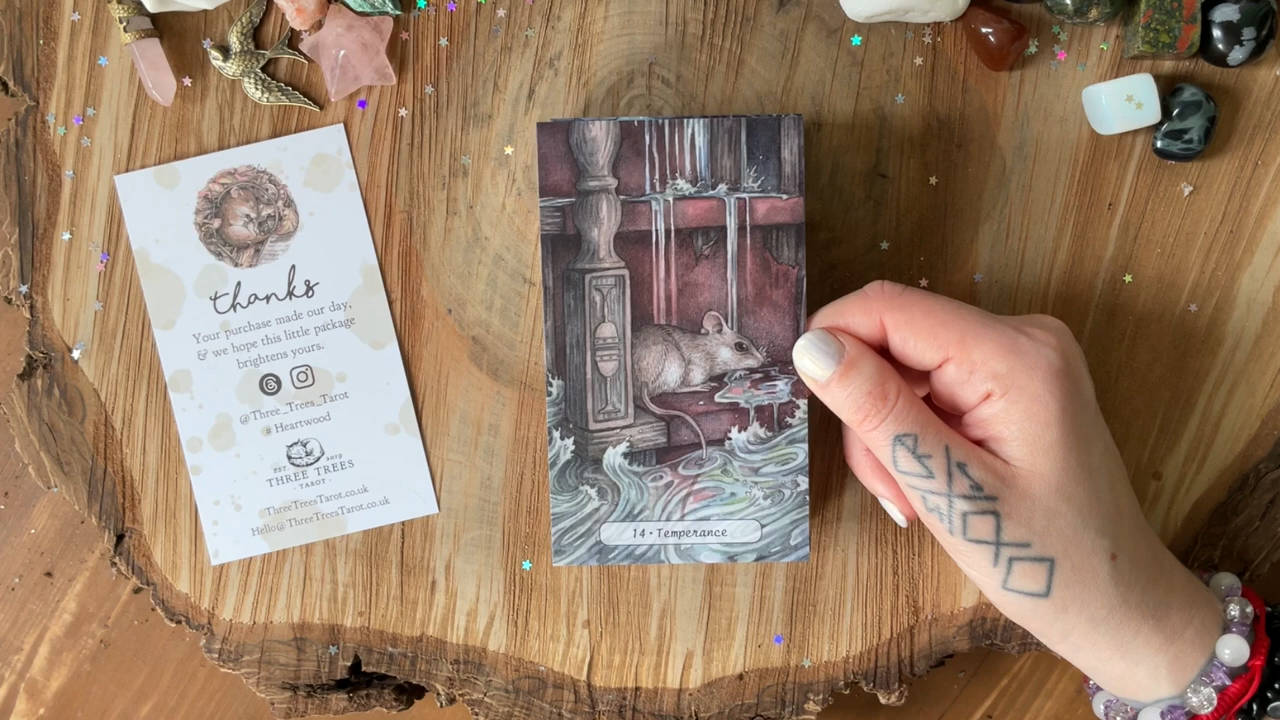 thanks
Your purchase made our day,
& we hope this little package
brightens yours.
@Three_Trees_Tarot
# Heartwood
EST 2019
THREE TREES
· TAROT ·
ThreeTreesTarot.co.uk
Hello@ThreeTreesTarot.co.uk
14 • Temperance